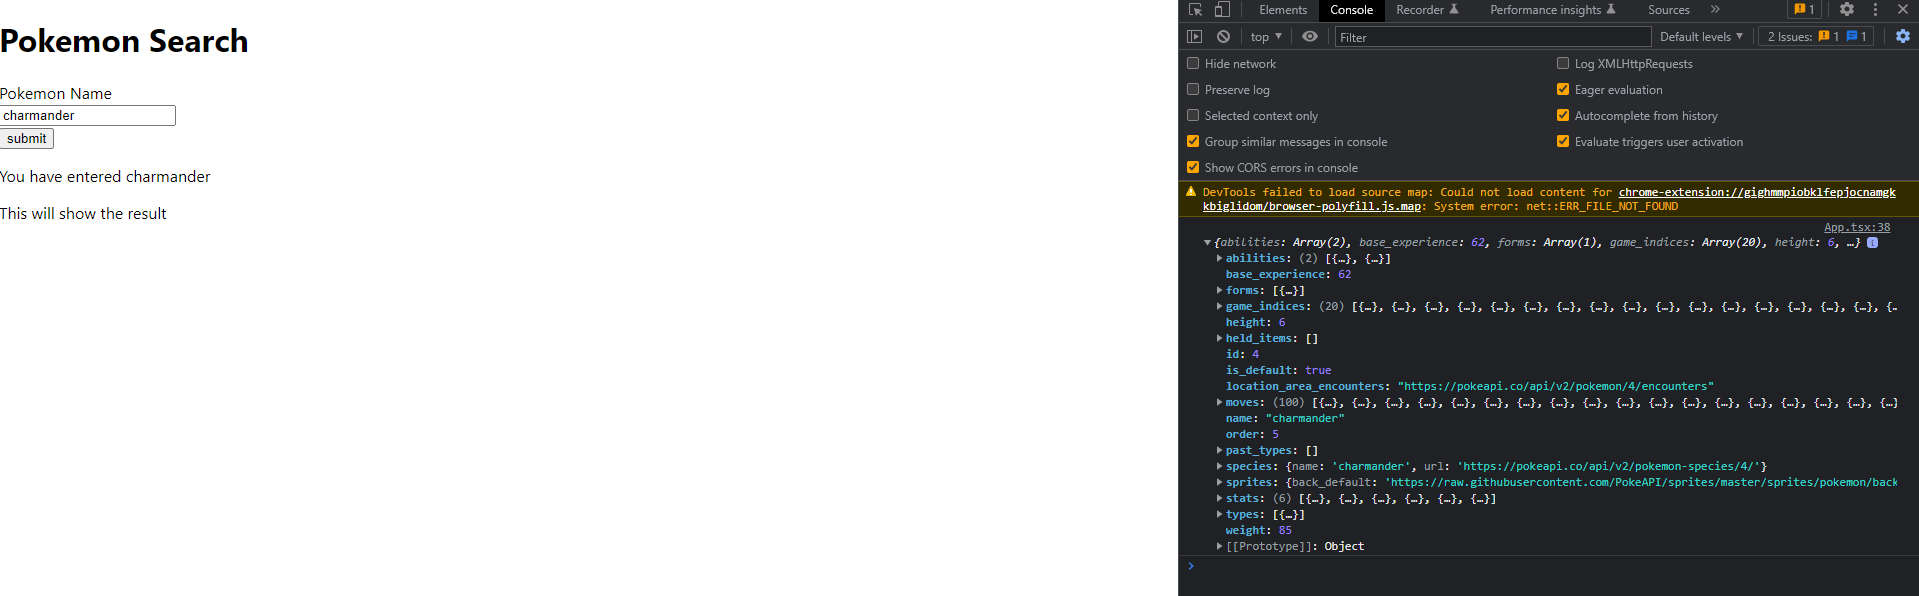 Pokemon Search
Pokemon Name
charmander
submit
You have entered charmander
This will show the result
Elements Console Recorder Performance insights Sources » 1
top Filter Default levels 2 Issues: 1 1
Hide network
Log XMLHttpRequests
Preserve log
Eager evaluation
Selected context only
Autocomplete from history
Group similar messages in console
Evaluate triggers user activation
Show CORS errors in console
DevTools failed to load source map: Could not load content for chrome-extension://gighmmpiobklfepjocnamgk
kbiglidom/browser-polyfill.js.map: System error: net::ERR_FILE_NOT_FOUND
App.tsx:38
{abilities: Array(2), base_experience: 62, forms: Array(1), game_indices: Array(20), height: 6, …} i
abilities: (2) [{…}, {…}]
base_experience: 62
forms: [{…}]
game_indices: (20) [{…}, {…}, {…}, {…}, {…}, {…}, {…}, {…}, {…}, {…}, {…}, {…}, {…}, {…}, {…}, {…}, {…
height: 6
held_items: []
id: 4
is_default: true
location_area_encounters: "https://pokeapi.co/api/v2/pokemon/4/encounters"
moves: (100) [{…}, {…}, {…}, {…}, {…}, {…}, {…}, {…}, {…}, {…}, {…}, {…}, {…}, {…}, {…}, {…}, {…}, {…}
name: "charmander"
order: 5
past_types: []
species: {name: 'charmander', url: 'https://pokeapi.co/api/v2/pokemon-species/4/'}
sprites: {back_default: 'https://raw.githubusercontent.com/PokeAPI/sprites/master/sprites/pokemon/back
stats: (6) [{…}, {…}, {…}, {…}, {…}, {…}]
types: [{…}]
weight: 85
[[Prototype]]: Object